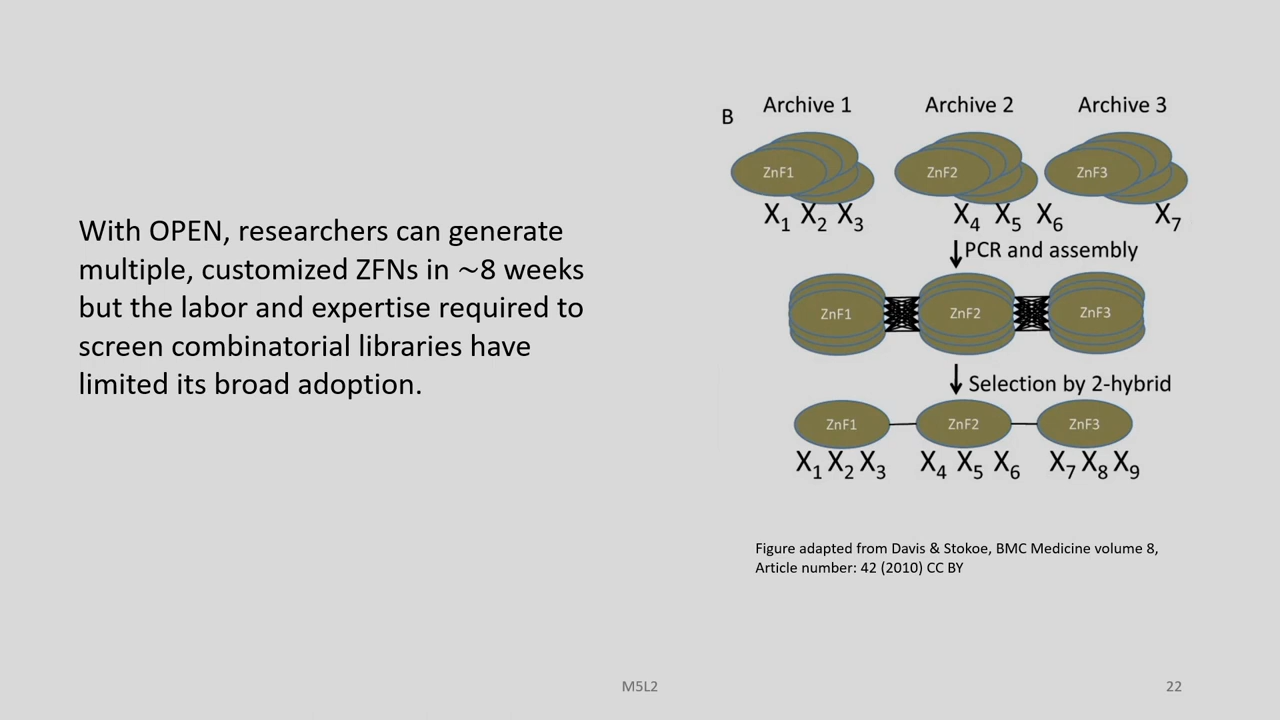 With OPEN, researchers can generate
multiple, customized ZFNs in ~8 weeks
but the labor and expertise required to
screen combinatorial libraries have
limited its broad adoption.
B
Archive 1 Archive 2 Archive 3
ZnF1 ZnF2 ZnF3
X₁ X₂ X₃ X₄ X₅ X₆ X₇
PCR and assembly
ZnF1 ZnF2 ZnF3
Selection by 2-hybrid
ZnF1 ZnF2 ZnF3
X₁ X₂ X₃ X₄ X₅ X₆ X₇ X₈ X₉
Figure adapted from Davis & Stokoe, BMC Medicine volume 8,
Article number: 42 (2010) CC BY
M5L2
22